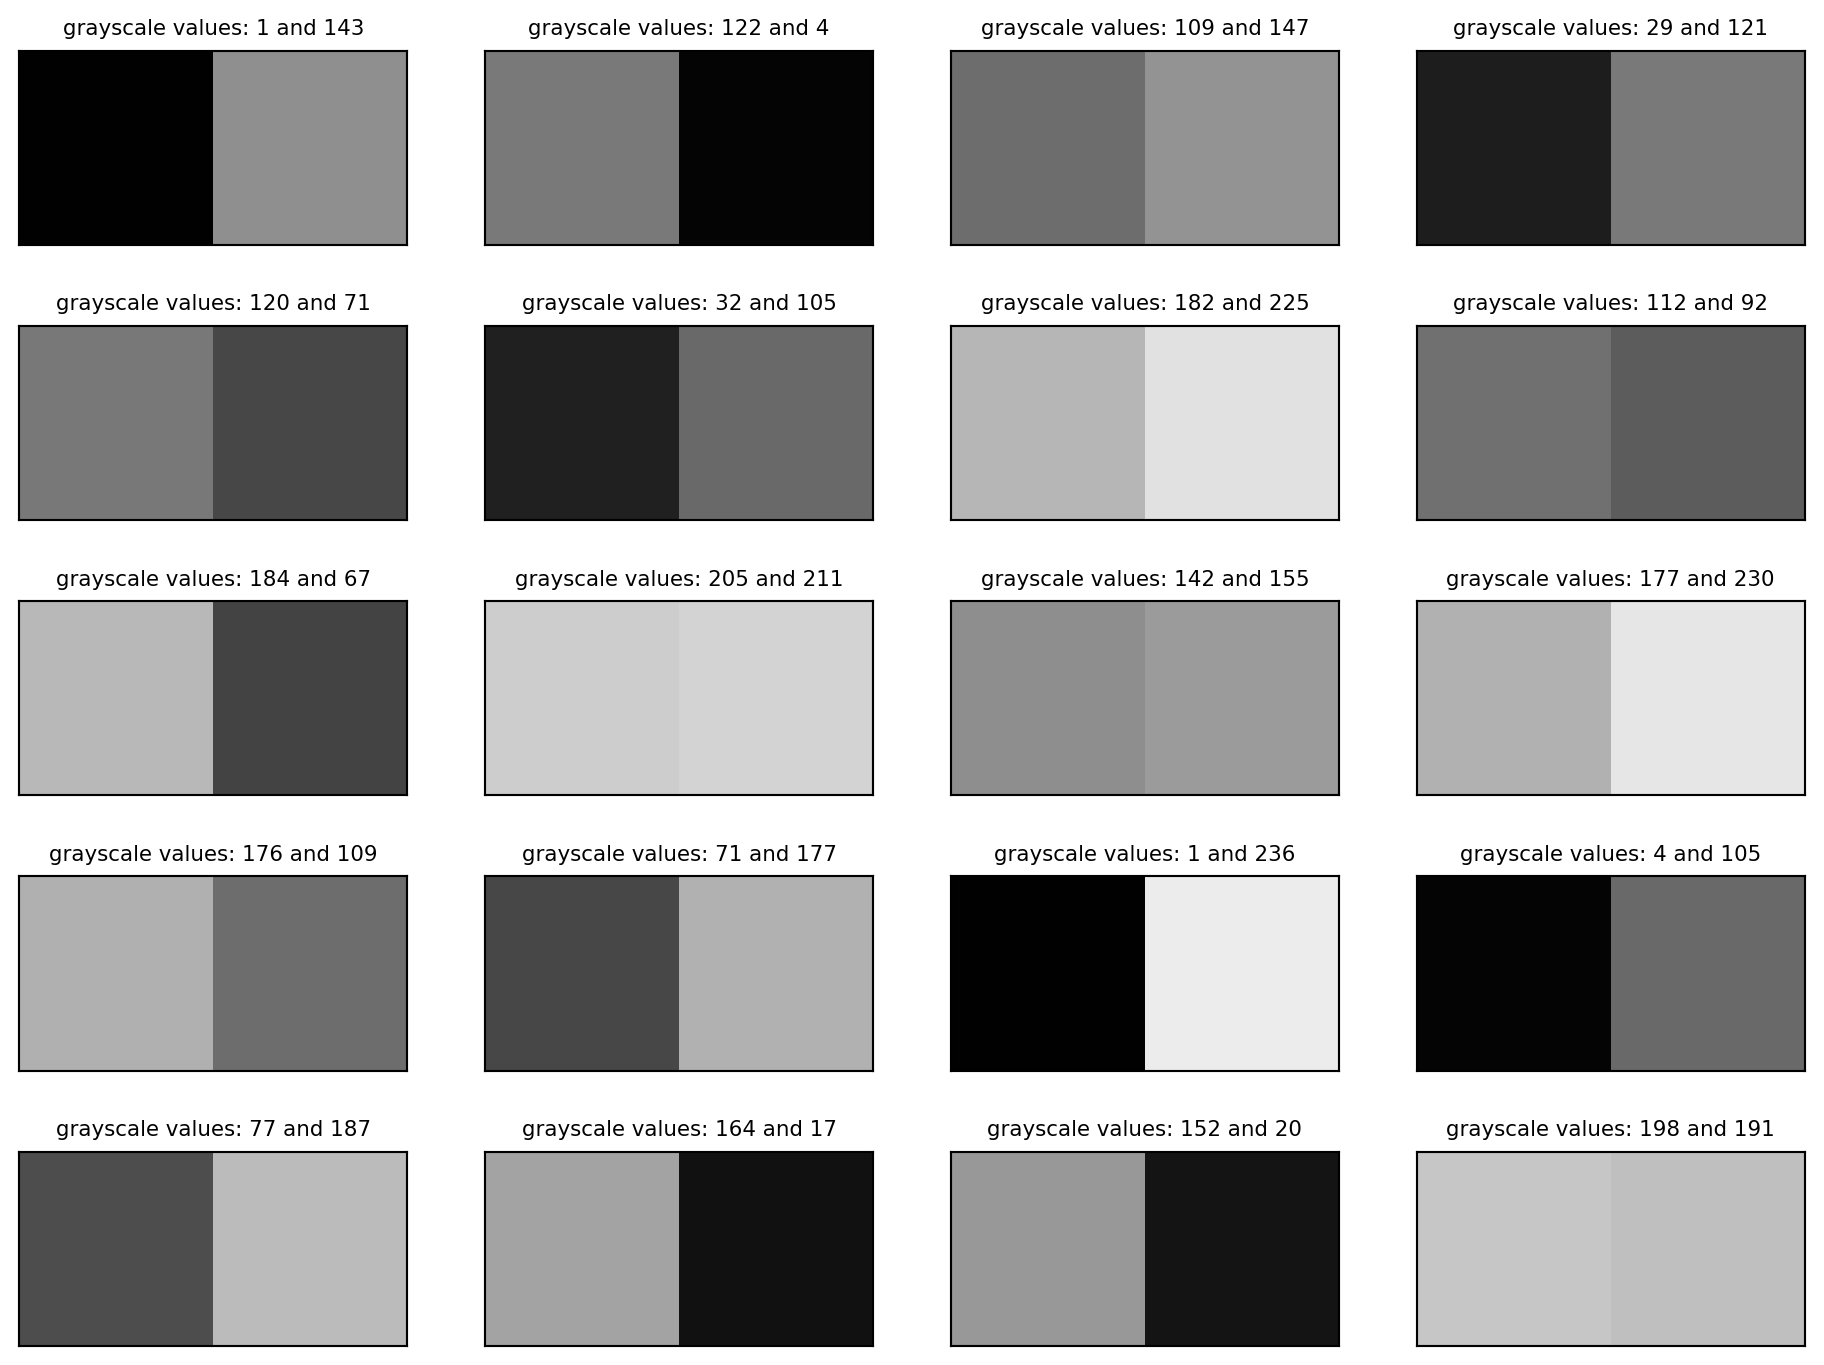 grayscale values: 1 and 143
grayscale values: 122 and 4
grayscale values: 109 and 147
grayscale values: 29 and 121
grayscale values: 120 and 71
grayscale values: 32 and 105
grayscale values: 182 and 225
grayscale values: 112 and 92
grayscale values: 184 and 67
grayscale values: 205 and 211
grayscale values: 142 and 155
grayscale values: 177 and 230
grayscale values: 176 and 109
grayscale values: 71 and 177
grayscale values: 1 and 236
grayscale values: 4 and 105
grayscale values: 77 and 187
grayscale values: 164 and 17
grayscale values: 152 and 20
grayscale values: 198 and 191